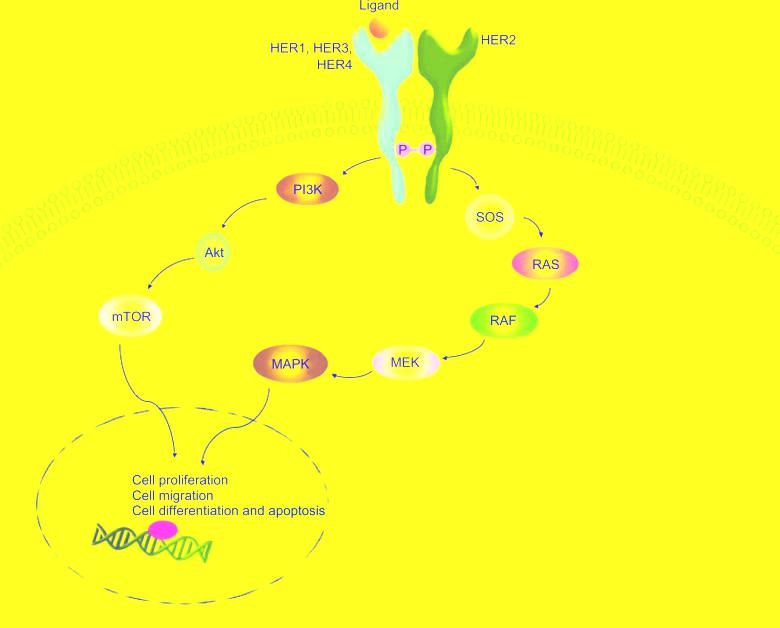 Ligand
HER1, HER3,
HER4
HER2
P
P
PI3K
SOS
Akt
RAS
mTOR
RAF
MAPK
MEK
Cell proliferation
Cell migration
Cell differentiation and apoptosis